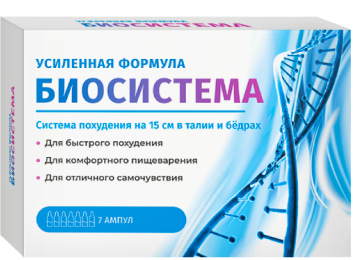 УСИЛЕННАЯ ФОРМУЛА
БИОСИСТЕМА
Система похудения на 15 см в талии и бёдрах
Для быстрого похудения
Для комфортного пищеварения
Для отличного самочувствия
7 АМПУЛ
БИОСИСТЕМА